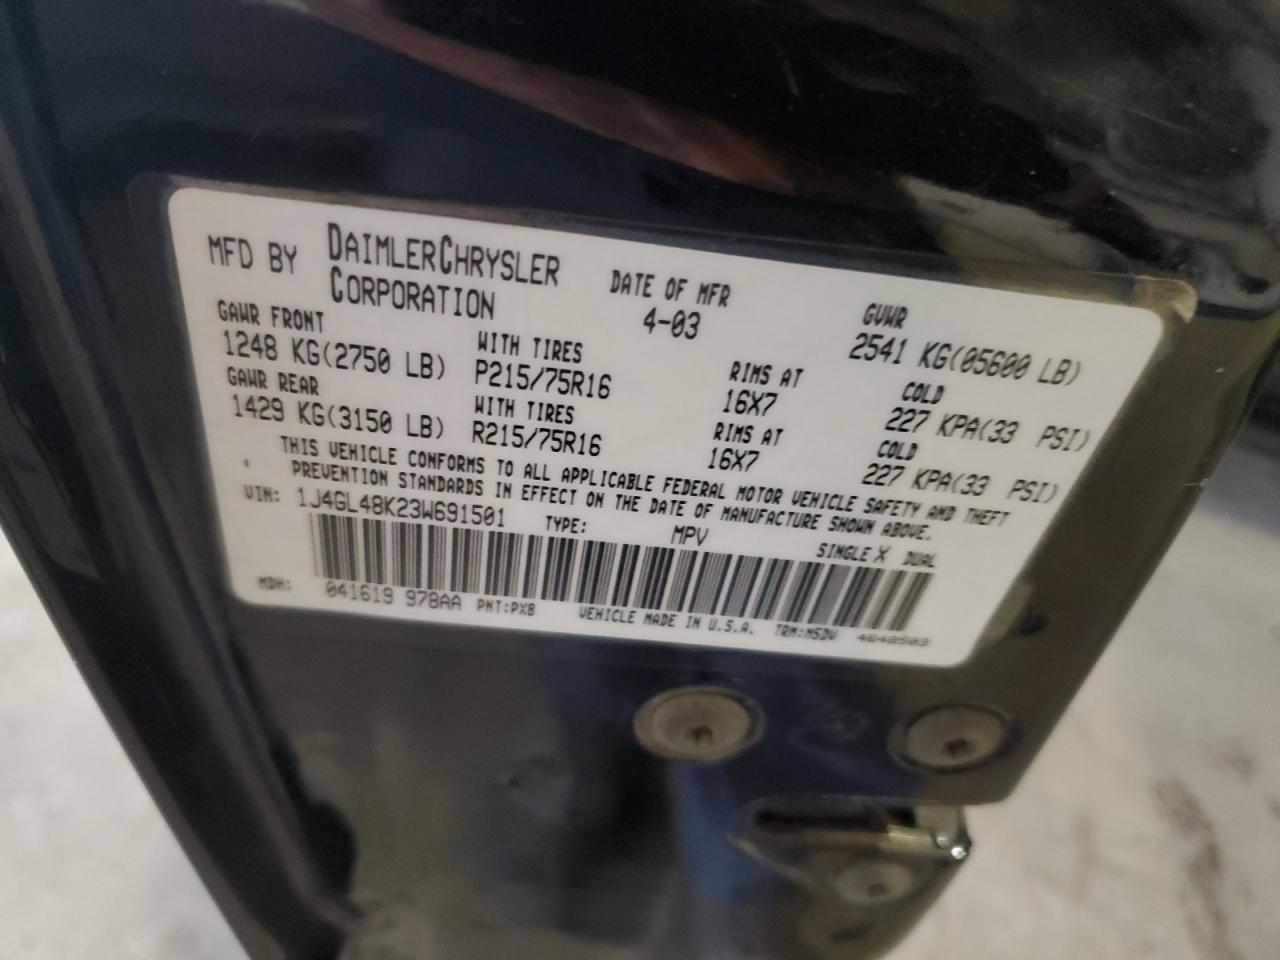 MFD BY DAIMLERCHRYSLER CORPORATION
DATE OF MFR 4-03
GVWR 2541 KG(05600 LB)
GAWR FRONT 1248 KG(2750 LB)
WITH TIRES P215/75R16
RIMS AT 16X7
COLD 227 KPA(33 PSI)
GAWR REAR 1429 KG(3150 LB)
WITH TIRES R215/75R16
RIMS AT 16X7
COLD 227 KPA(33 PSI)
THIS VEHICLE CONFORMS TO ALL APPLICABLE FEDERAL MOTOR VEHICLE SAFETY AND THEFT
PREVENTION STANDARDS IN EFFECT ON THE DATE OF MANUFACTURE SHOWN ABOVE.
VIN: 1J4GL48K23W691501 TYPE: MPV SINGLE X DUAL
MDH: 041619 978AA PNT:PXB VEHICLE MADE IN U.S.A. TRM:M5DV 4648503